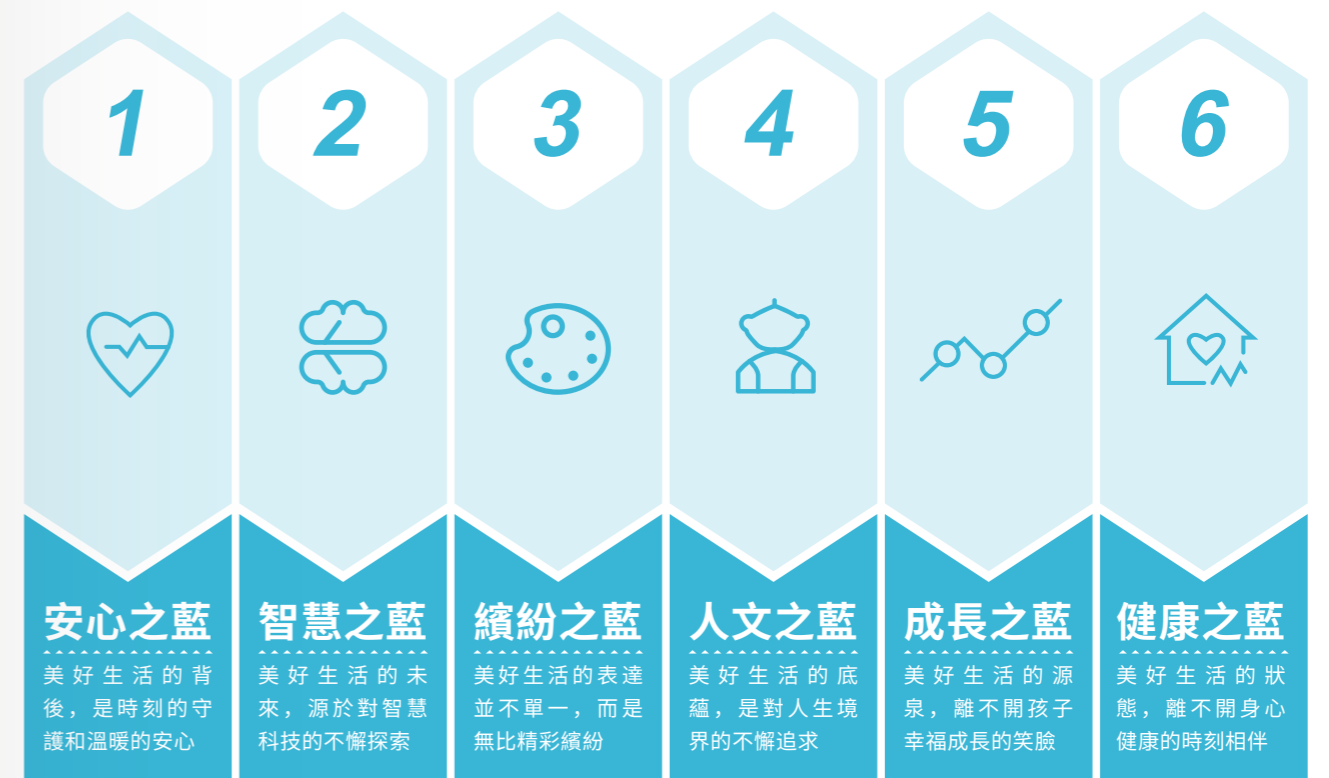 1
安心之藍
美好生活的背
後，是時刻的守
護和溫暖的安心
2
智慧之藍
美好生活的未
來，源於對智慧
科技的不懈探索
3
繽紛之藍
美好生活的表達
並不單一，而是
無比精彩繽紛
4
人文之藍
美好生活的底
蘊，是對人生境
界的不懈追求
5
成長之藍
美好生活的源
泉，離不開孩子
幸福成長的笑臉
6
健康之藍
美好生活的狀
態，離不開身心
健康的時刻相伴